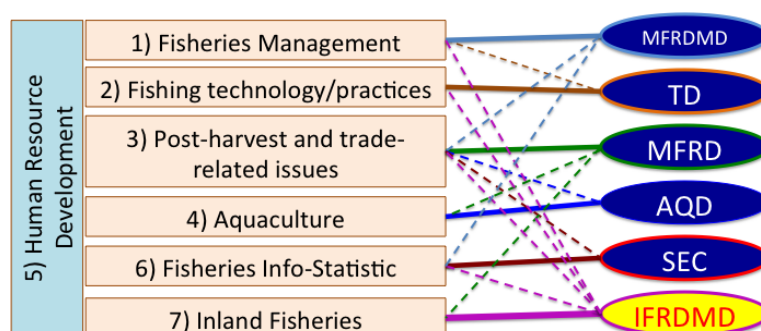 5) Human Resource
Development
1) Fisheries Management
2) Fishing technology/practices
3) Post-harvest and trade-
related issues
4) Aquaculture
6) Fisheries Info-Statistic
7) Inland Fisheries
MFRDMD
TD
MFRD
AQD
SEC
IFRDMD